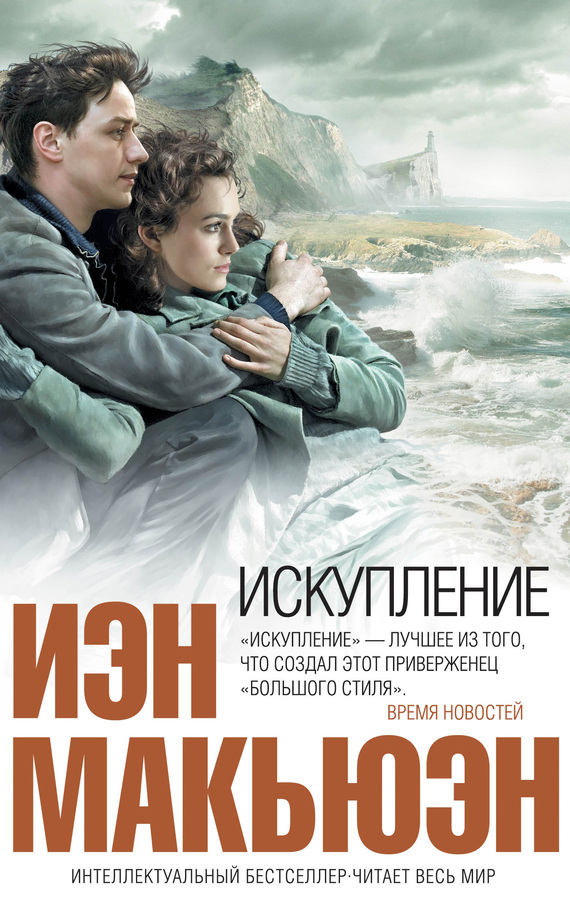 ИСКУПЛЕНИЕ
«ИСКУПЛЕНИЕ» — ЛУЧШЕЕ ИЗ ТОГО,
ЧТО СОЗДАЛ ЭТОТ ПРИВЕРЖЕНЕЦ
«БОЛЬШОГО СТИЛЯ».
ВРЕМЯ НОВОСТЕЙ
ИЭН
МАКЬЮЭН
ИНТЕЛЛЕКТУАЛЬНЫЙ БЕСТСЕЛЛЕР·ЧИТАЕТ ВЕСЬ МИР